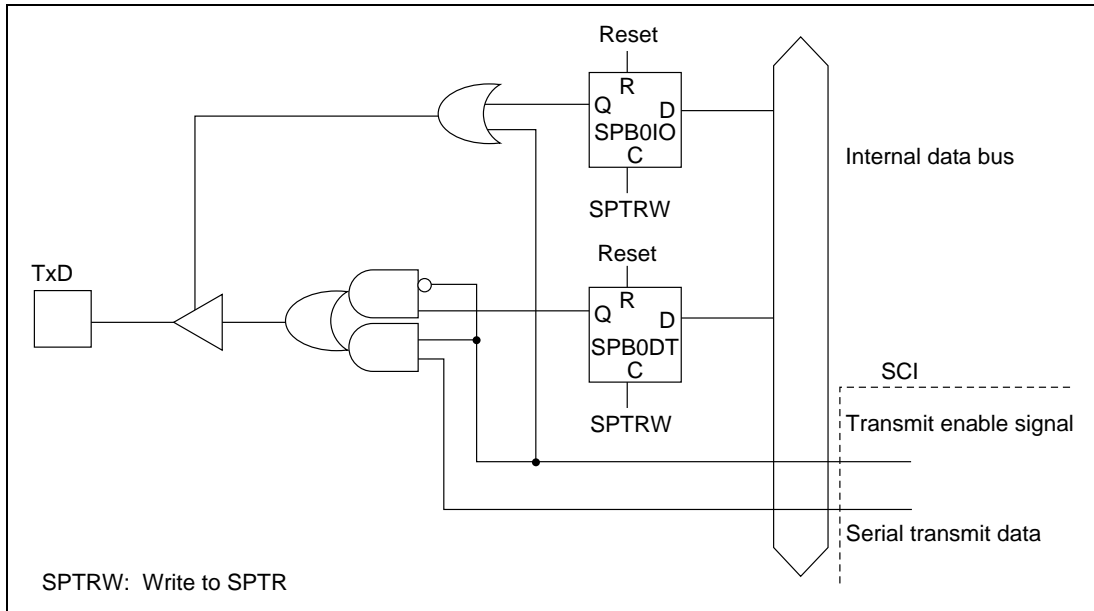 Reset
R
Q
D
SPB0IO
C
SPTRW
Internal data bus
Reset
TxD
R
Q
D
SPB0DT
C
SPTRW
SCI
Transmit enable signal
Serial transmit data
SPTRW: Write to SPTR